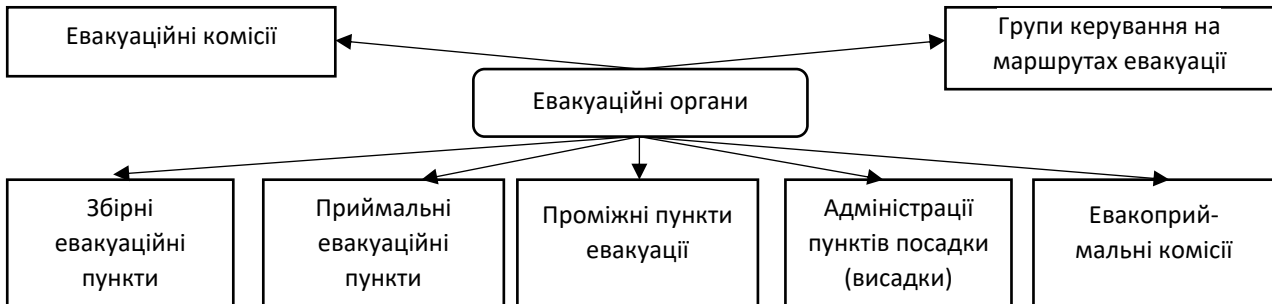 Евакуаційні комісії
Групи керування на
маршрутах евакуації
Евакуаційні органи
Збірні
евакуаційні
пункти
Приймальні
евакуаційні
пункти
Проміжні пункти
евакуації
Адміністрації
пунктів посадки
(висадки)
Евакоприй-
мальні комісії